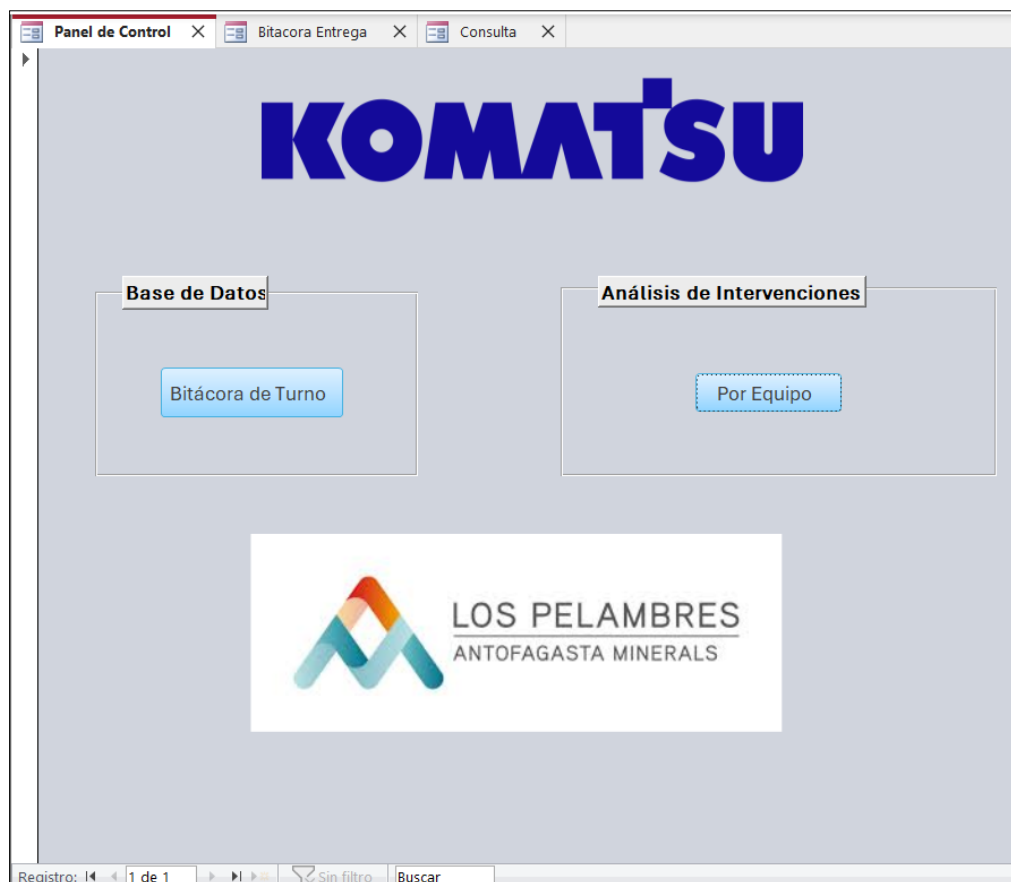 Panel de Control
Bitacora Entrega
Consulta
KOMATSU
Base de Datos
Análisis de Intervenciones
Bitácora de Turno
Por Equipo
LOS PELAMBRES
ANTOFAGASTA MINERALS
Registro: 1 de 1 Sin filtro Buscar